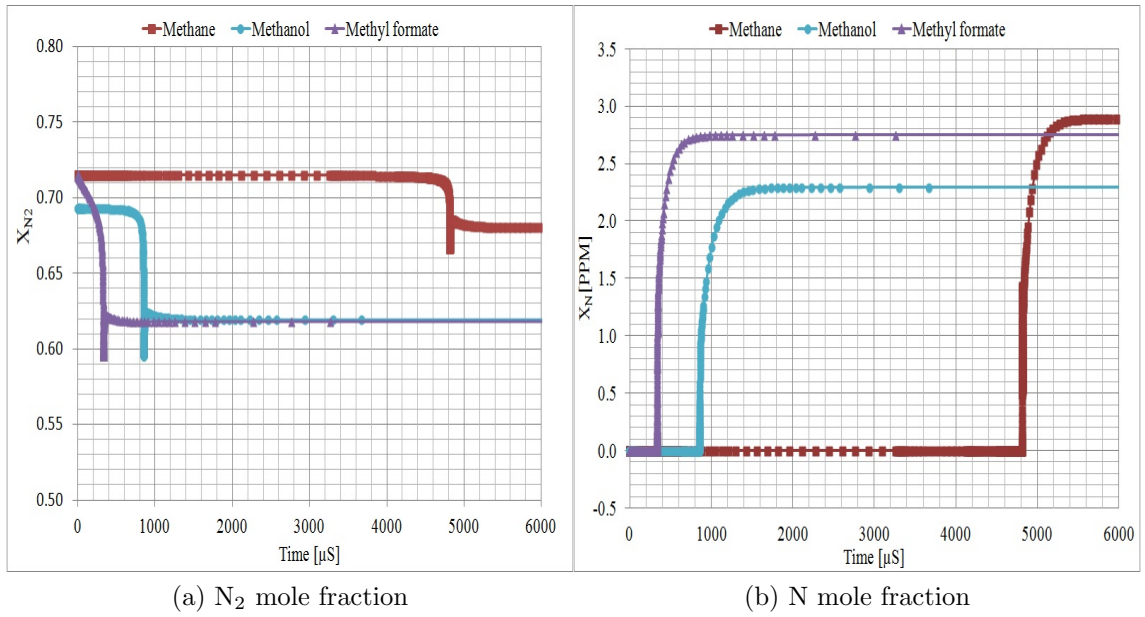 Methane Methanol Methyl formate
0.80
0.75
0.70
0.65
0.60
0.55
0.50
X_N2
0 1000 2000 3000 4000 5000 6000
Time [µS]
(a) N₂ mole fraction
Methane Methanol Methyl formate
3.5
3.0
2.5
2.0
1.5
1.0
0.5
0.0
-0.5
X_N [PPM]
0 1000 2000 3000 4000 5000 6000
Time [µS]
(b) N mole fraction